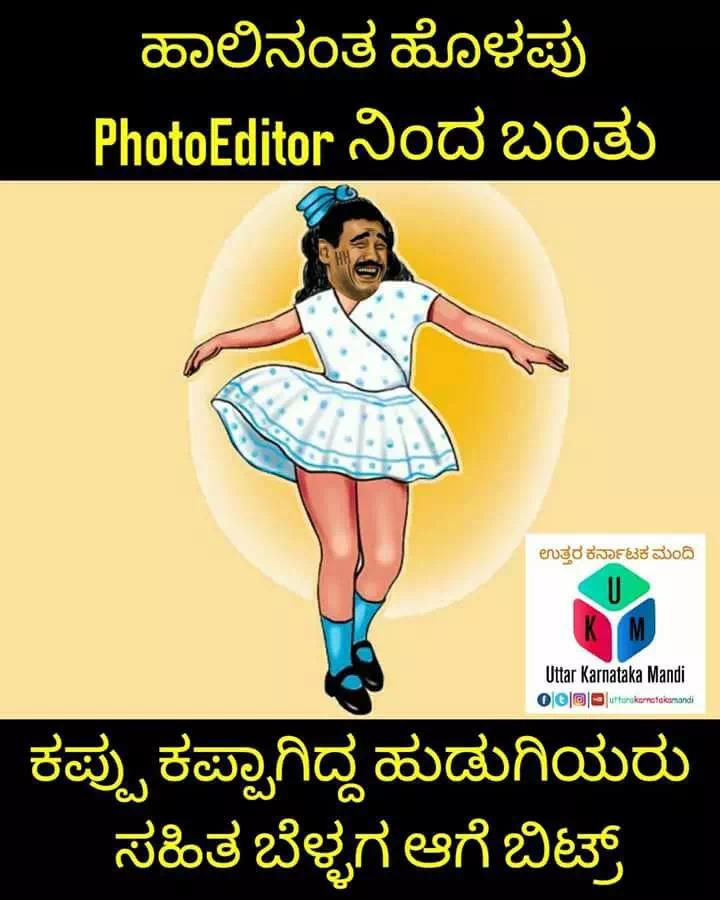 ಹಾಲಿನಂತ ಹೊಳಪು
PhotoEditor ನಿಂದ ಬಂತು
ಉತ್ತರ ಕರ್ನಾಟಕ ಮಂದಿ
U
K M
Uttar Karnataka Mandi
uttarakarnatakamandi
ಕಪ್ಪು ಕಪ್ಪಾಗಿದ್ದ ಹುಡುಗಿಯರು
ಸಹಿತ ಬೆಳ್ಳಗ ಆಗೆ ಬಿಟ್ರ್